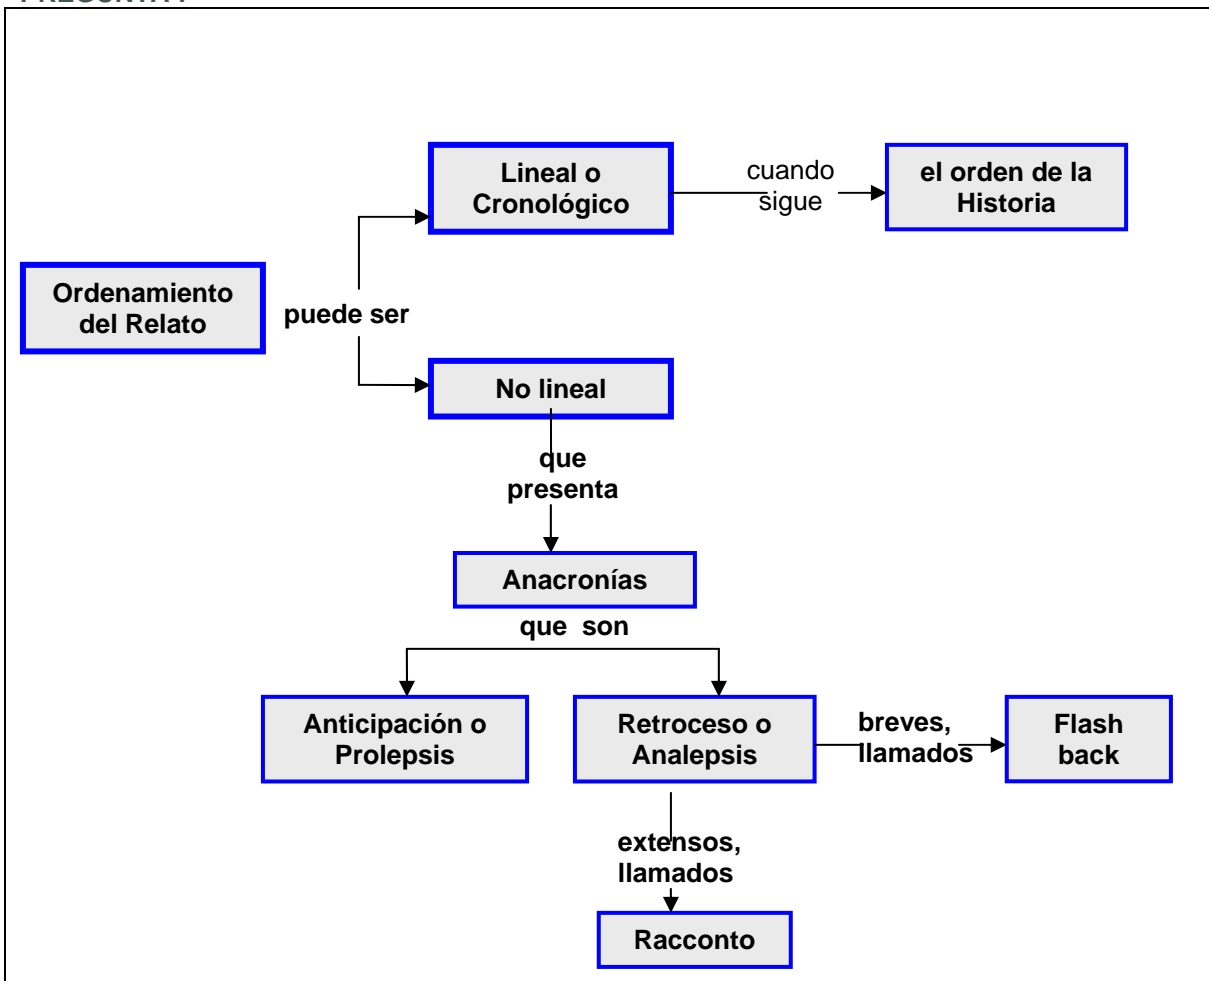 Lineal o
Cronológico
cuando
sigue
el orden de la
Historia
Ordenamiento
del Relato
puede ser
No lineal
que
presenta
Anacronías
que son
Anticipación o
Prolepsis
Retroceso o
Analepsis
breves,
llamados
Flash
back
extensos,
llamados
Racconto